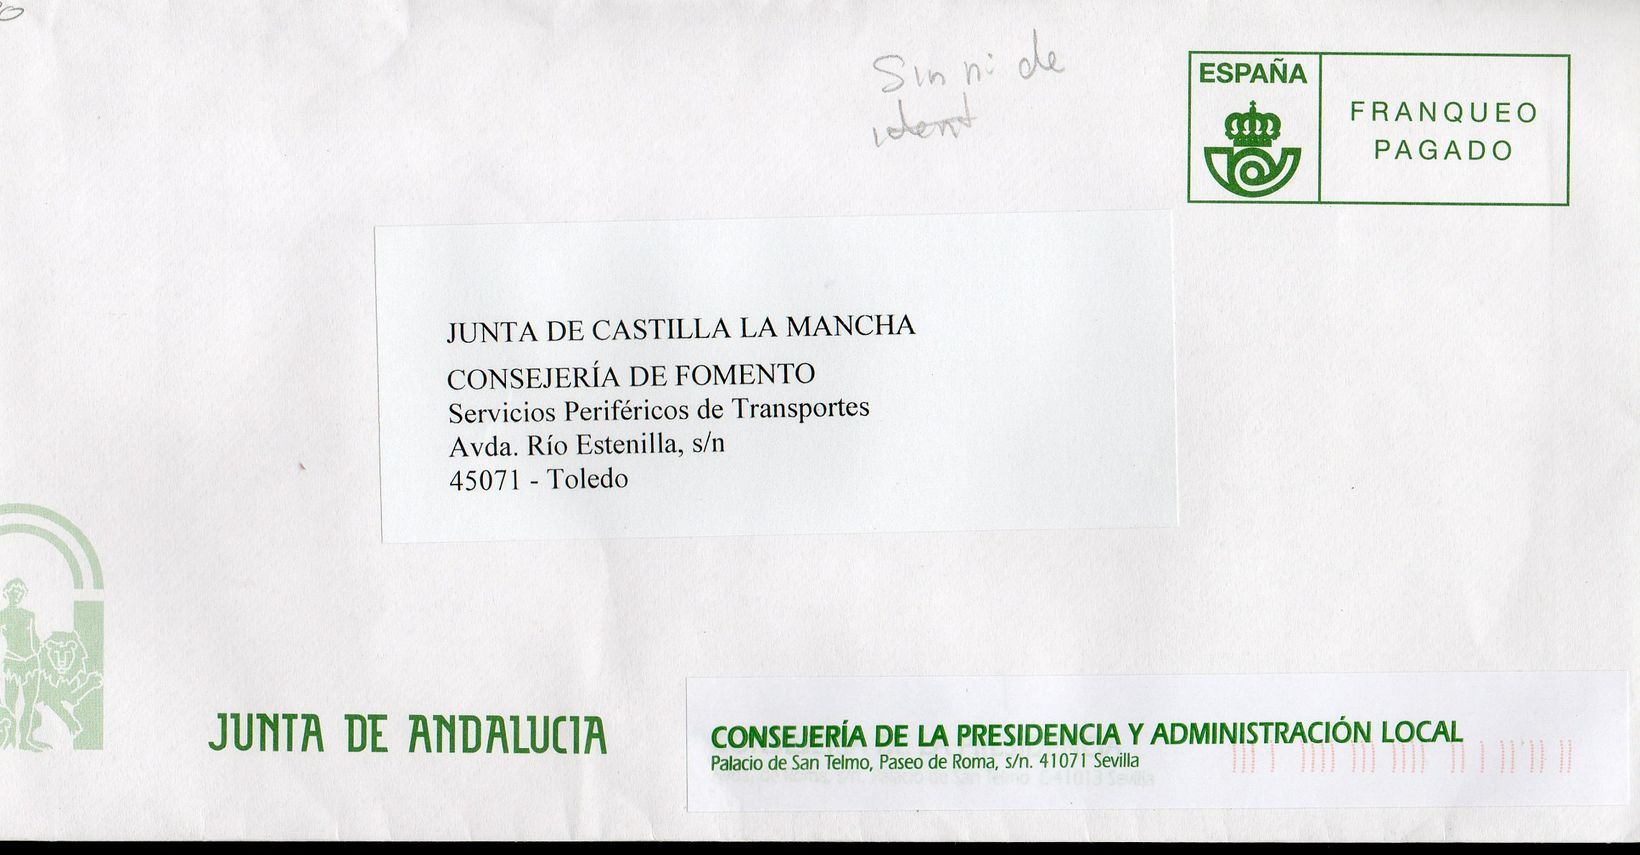 Sin ni de
ident
ESPAÑA
FRANQUEO
PAGADO
JUNTA DE CASTILLA LA MANCHA
CONSEJERÍA DE FOMENTO
Servicios Periféricos de Transportes
Avda. Río Estenilla, s/n
45071 - Toledo
JUNTA DE ANDALUCIA
CONSEJERÍA DE LA PRESIDENCIA Y ADMINISTRACIÓN LOCAL
Palacio de San Telmo, Paseo de Roma, s/n. 41071 Sevilla